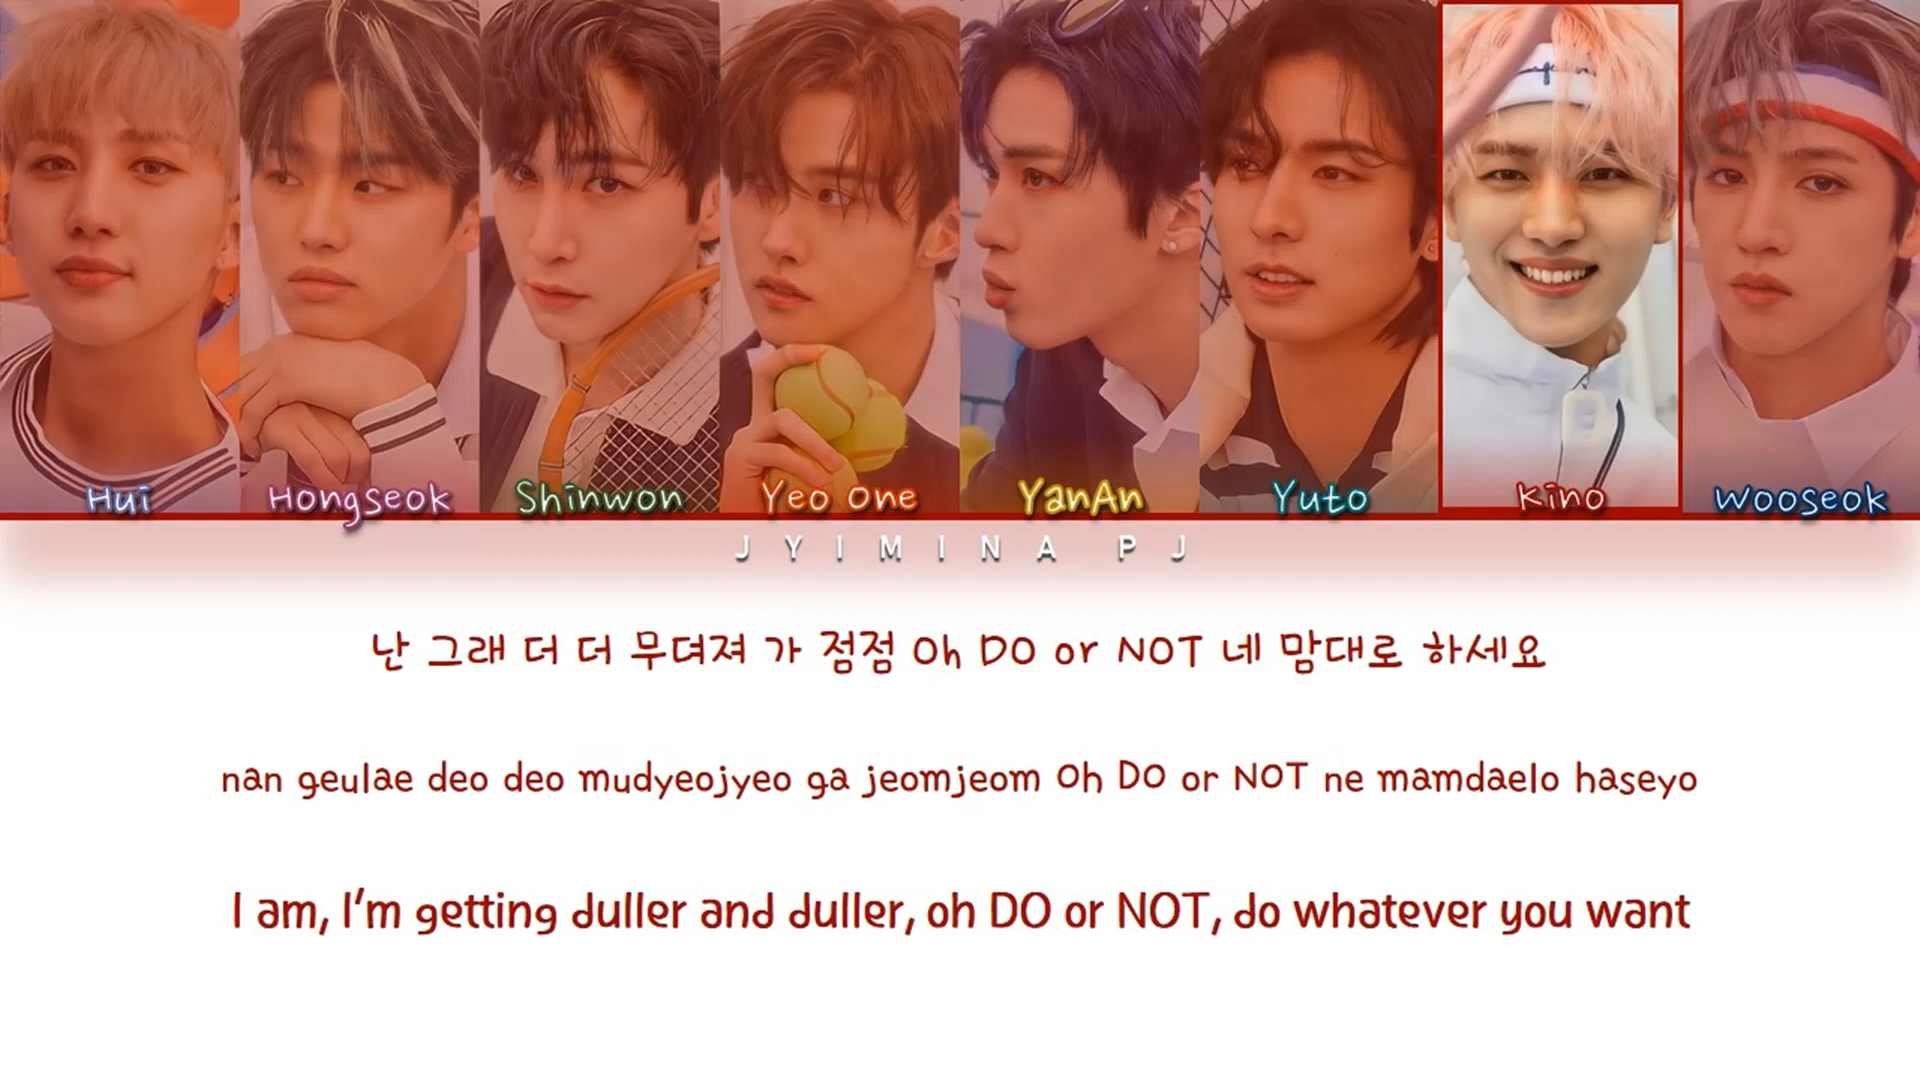 Hui Hongseok Shinwon Yeo One YanAn Yuto Kino Wooseok
JYIMINA PJ
난 그래 더 더 무뎌져 가 점점 Oh DO or NOT 네 맘대로 하세요
nan geulae deo deo mudyeojyeo ga jeomjeom Oh DO or NOT ne mamdaelo haseyo
I am, I'm getting duller and duller, oh DO or NOT, do whatever you want